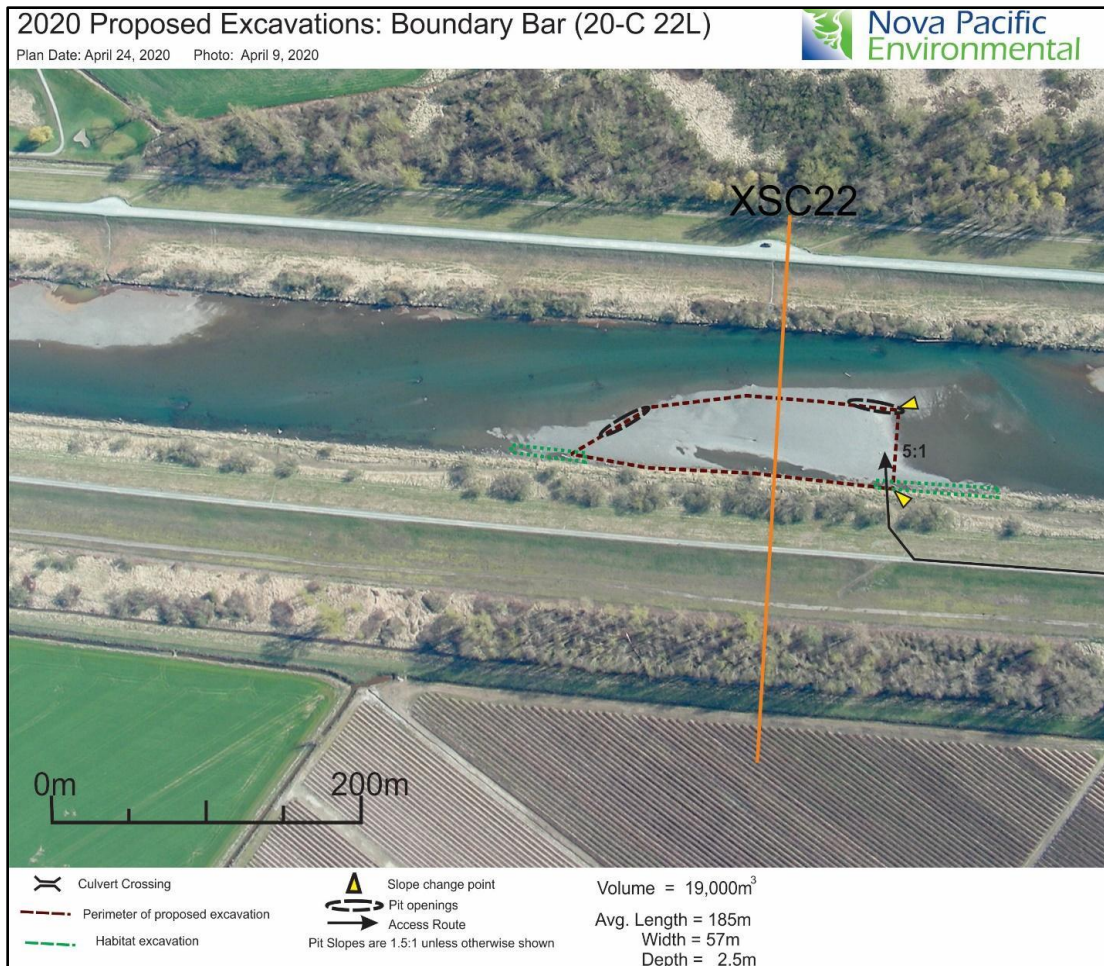 2020 Proposed Excavations: Boundary Bar (20-C 22L)
Plan Date: April 24, 2020 Photo: April 9, 2020
Nova Pacific
Environmental
XSC22
5:1
0m 200m
Culvert Crossing
Perimeter of proposed excavation
Habitat excavation
Slope change point
Pit openings
Access Route
Pit Slopes are 1.5:1 unless otherwise shown
Volume = 19,000m³
Avg. Length = 185m
Width = 57m
Depth = 2.5m